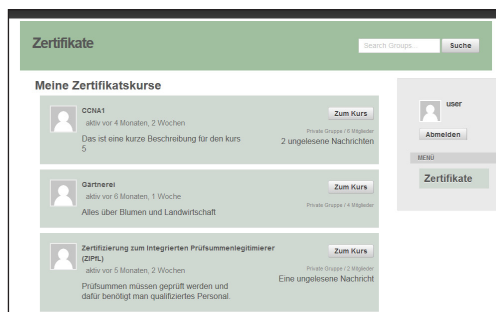 Zertifikate
Search Groups...
Suche
Meine Zertifikatskurse
CCNA1
aktiv vor 4 Monaten, 2 Wochen
Das ist eine kurze Beschreibung für den kurs
5
Zum Kurs
Private Gruppe / 6 Mitglieder
2 ungelesene Nachrichten
Gärtnerei
aktiv vor 6 Monaten, 1 Woche
Alles über Blumen und Landwirtschaft
Zum Kurs
Private Gruppe / 4 Mitglieder
Zertifizierung zum Integrierten Prüfsummenlegitimierer
(ZIPfL)
aktiv vor 5 Monaten, 2 Wochen
Prüfsummen müssen geprüft werden und
dafür benötigt man qualifiziertes Personal.
Zum Kurs
Private Gruppe / 2 Mitglieder
Eine ungelesene Nachricht
user
Abmelden
MENÜ
Zertifikate